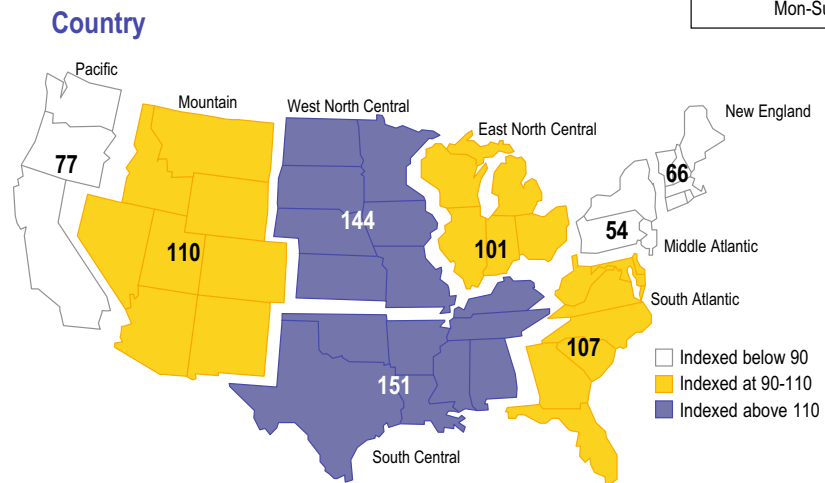 Mon-Su
Country
Pacific
Mountain
West North Central
East North Central
New England
77
110
144
101
66
54
Middle Atlantic
South Atlantic
107
151
South Central
Indexed below 90
Indexed at 90-110
Indexed above 110